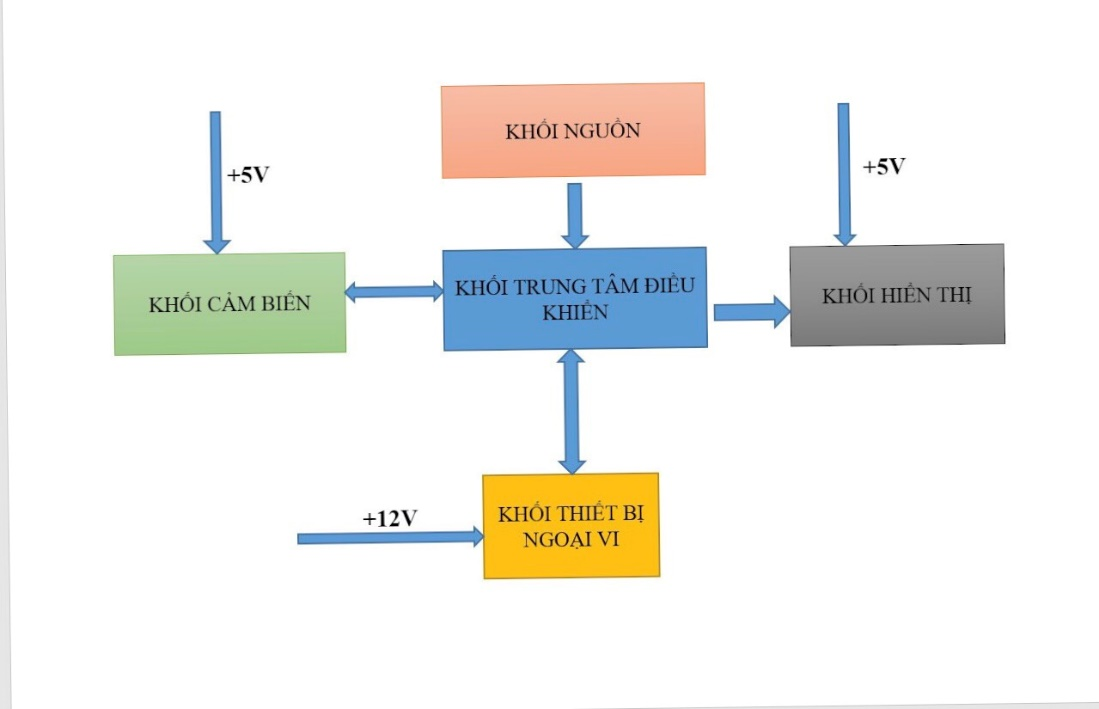 KHỐI NGUỒN
+5V
+5V
KHỐI CẢM BIẾN
KHỐI TRUNG TÂM ĐIỀU
KHIỂN
KHỐI HIỂN THỊ
+12V
KHỐI THIẾT BỊ
NGOẠI VI